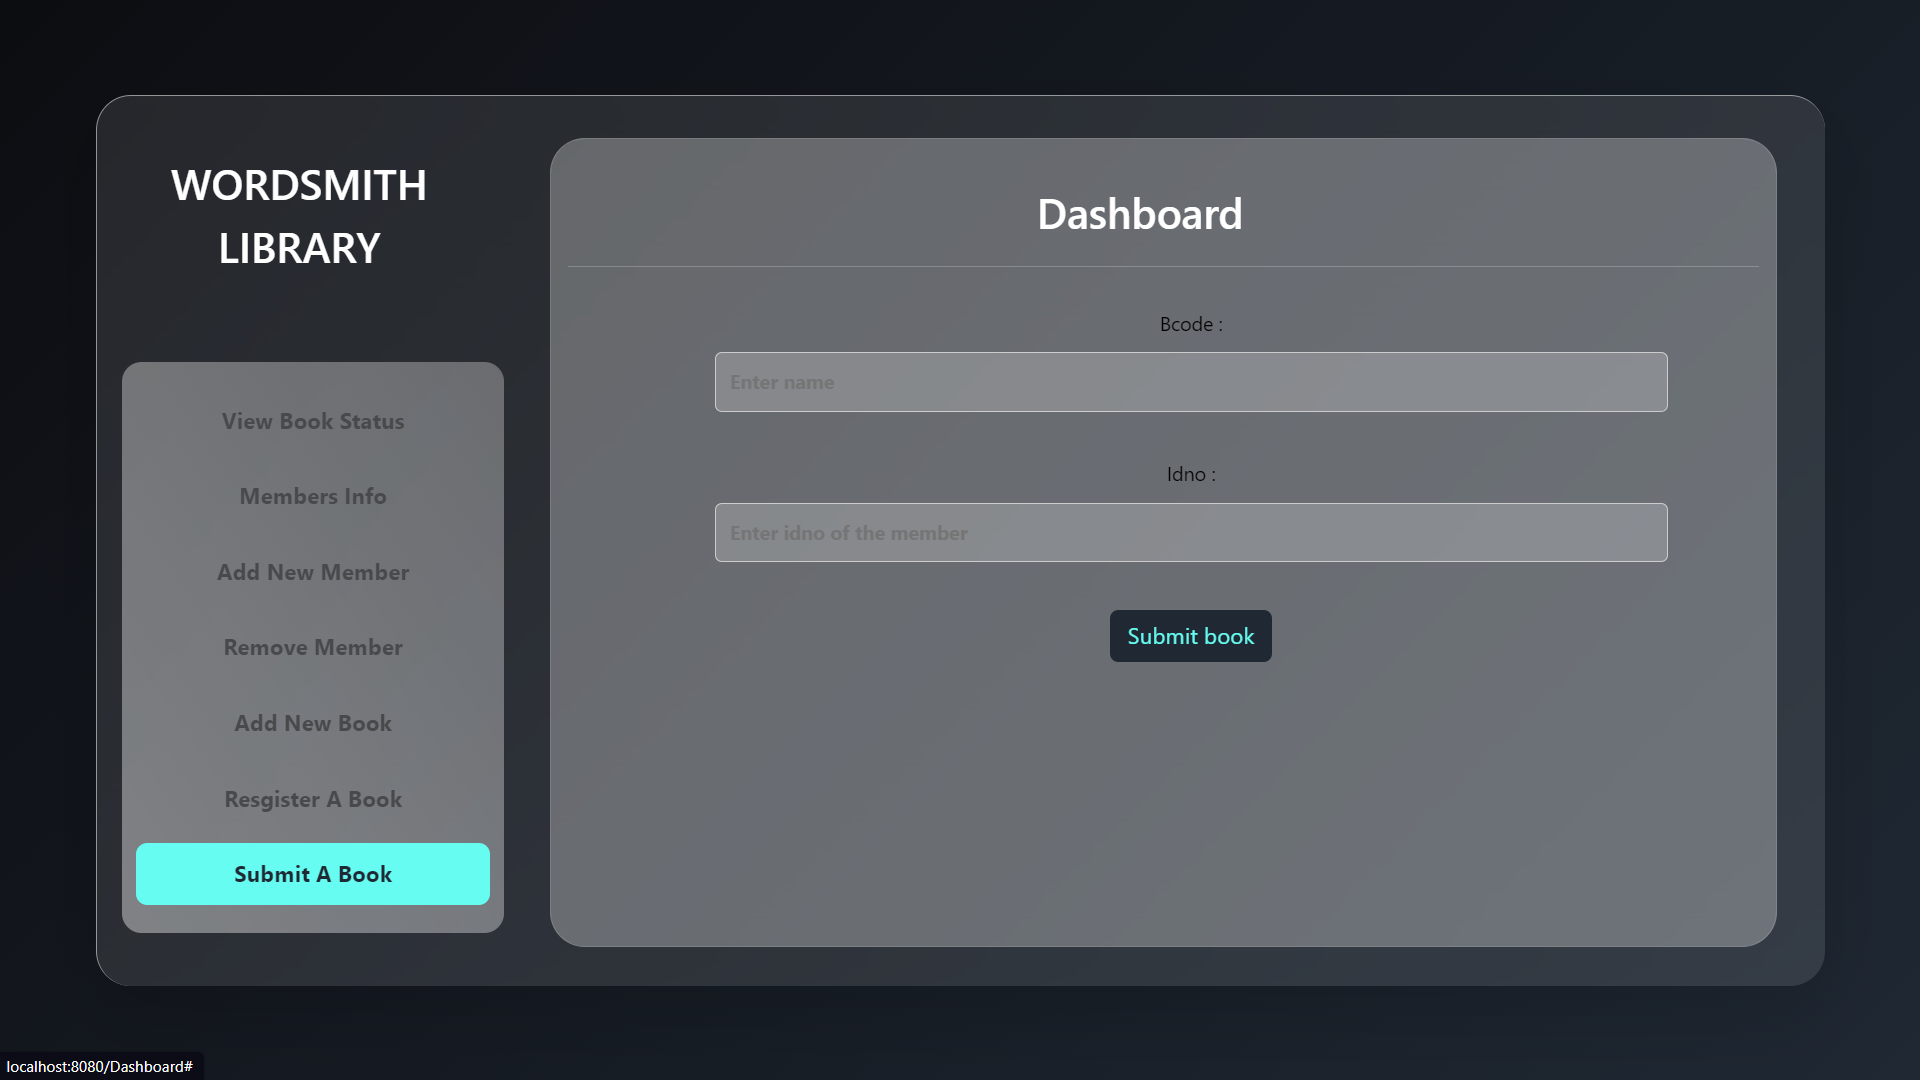 WORDSMITH
LIBRARY
View Book Status
Members Info
Add New Member
Remove Member
Add New Book
Resgister A Book
Submit A Book
Dashboard
Bcode :
Enter name
Idno :
Enter idno of the member
Submit book
localhost:8080/Dashboard#